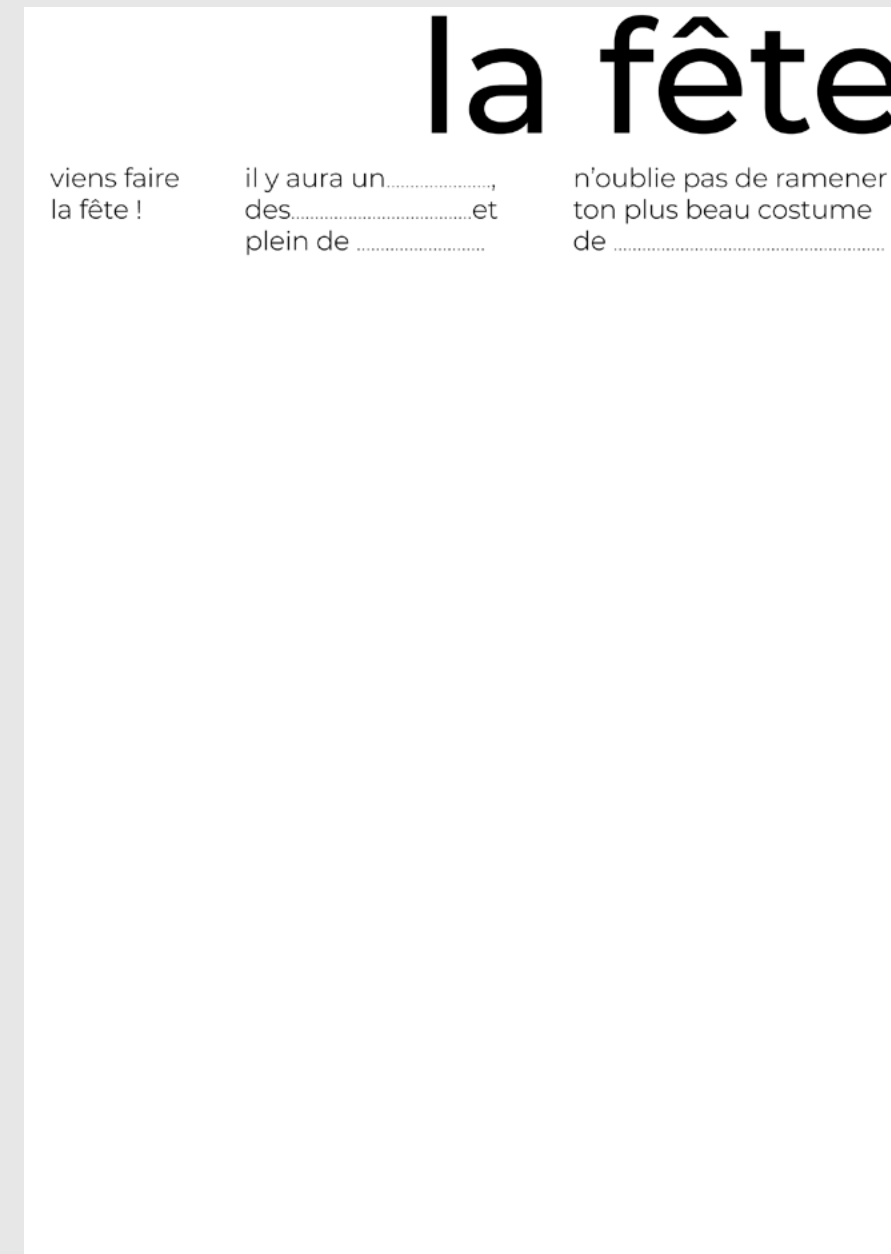 la fête
viens faire
la fête !
il y aura un......................,
des......................................et
plein de ...........................
n’oublie pas de ramener
ton plus beau costume
de .........................................................